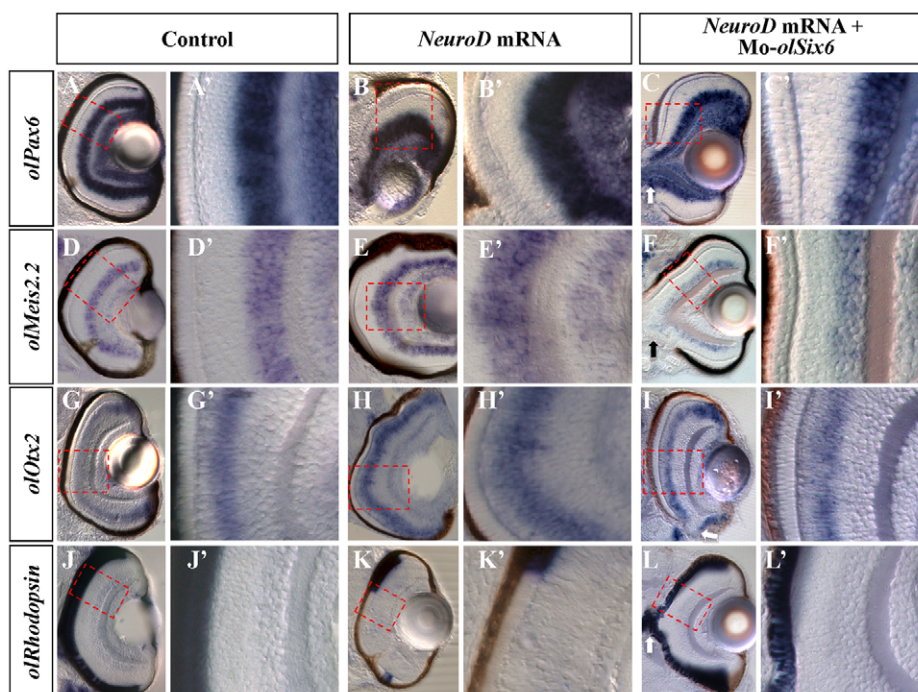 Control
NeuroD mRNA
NeuroD mRNA +
Mo-olSix6
olPax6
A
A'
B
B'
C
C'
olMeis2.2
D
D'
E
E'
F
F'
olOtx2
G
G'
H
H'
I
I'
olRhodopsin
J
J'
K
K'
L
L'